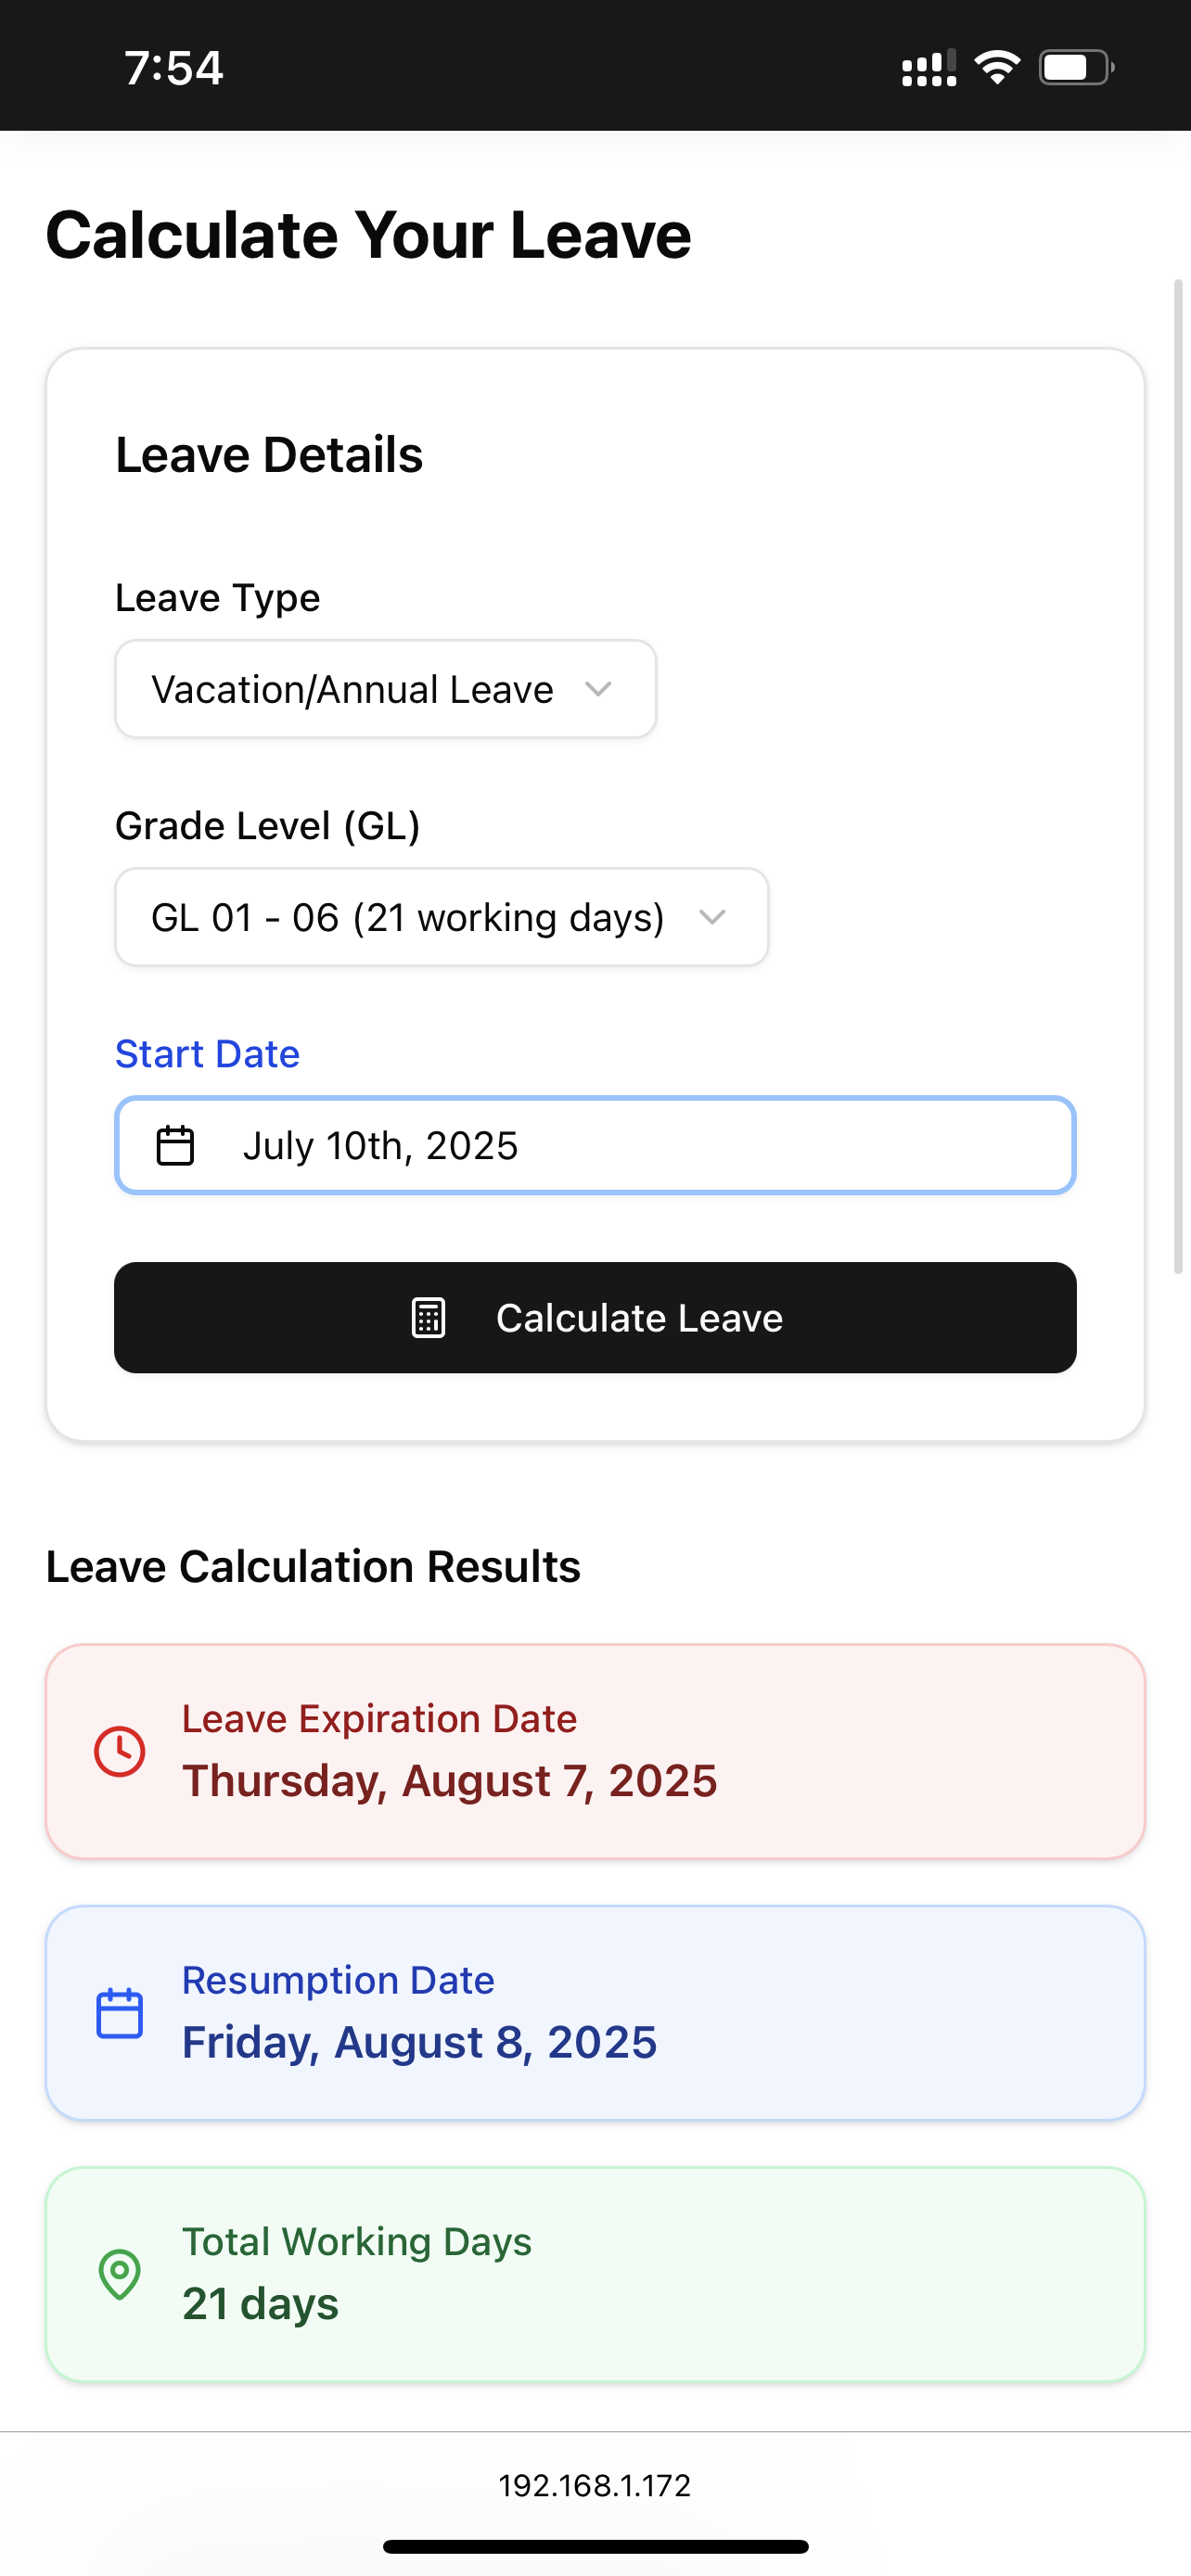 7:54
Calculate Your Leave
Leave Details
Leave Type
Vacation/Annual Leave
Grade Level (GL)
GL 01 - 06 (21 working days)
Start Date
July 10th, 2025
Calculate Leave
Leave Calculation Results
Leave Expiration Date
Thursday, August 7, 2025
Resumption Date
Friday, August 8, 2025
Total Working Days
21 days
192.168.1.172